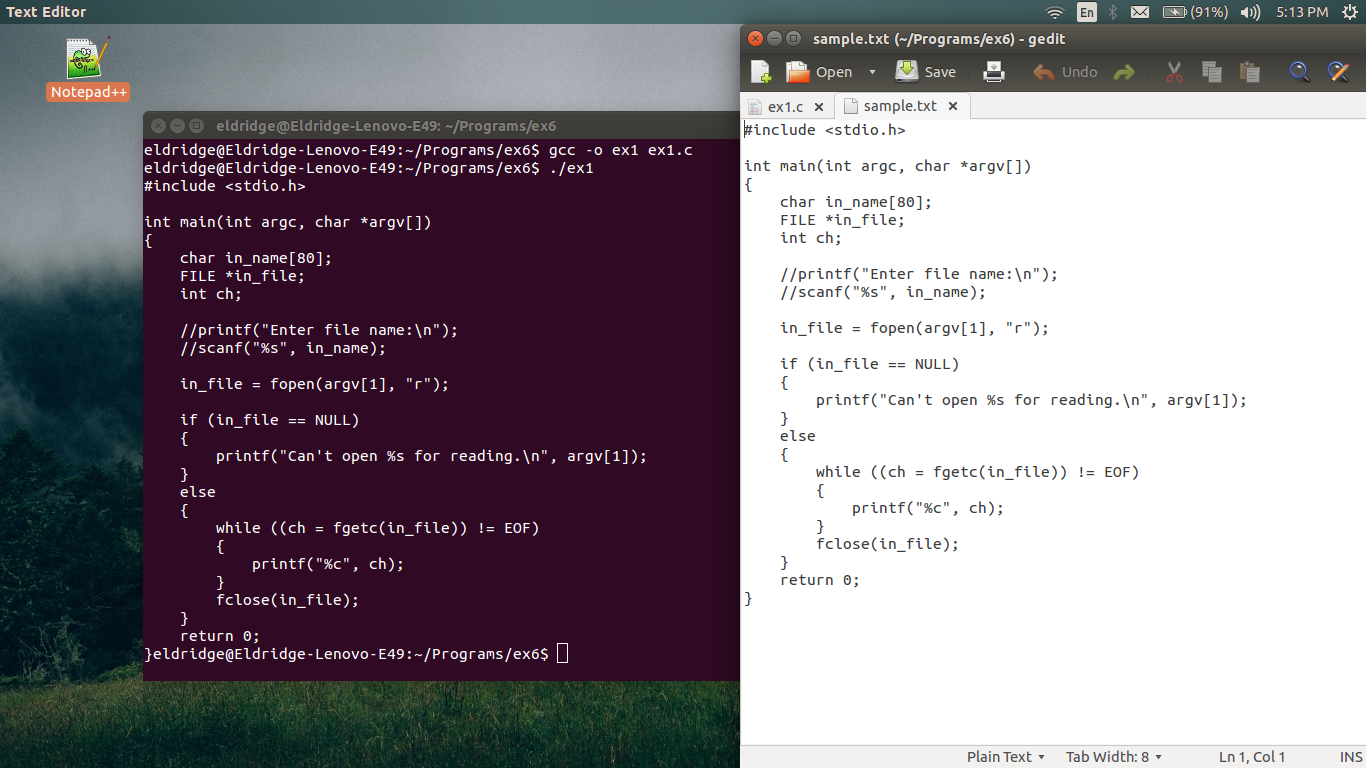 Text Editor
En
(91%)
5:13 PM
Notepad++
eldridge@Eldridge-Lenovo-E49: ~/Programs/ex6
eldridge@Eldridge-Lenovo-E49:~/Programs/ex6$ gcc -o ex1 ex1.c
eldridge@Eldridge-Lenovo-E49:~/Programs/ex6$ ./ex1
#include <stdio.h>

int main(int argc, char *argv[])
{
    char in_name[80];
    FILE *in_file;
    int ch;

    //printf("Enter file name:\n");
    //scanf("%s", in_name);

    in_file = fopen(argv[1], "r");

    if (in_file == NULL)
    {
        printf("Can't open %s for reading.\n", argv[1]);
    }
    else
    {
        while ((ch = fgetc(in_file)) != EOF)
        {
            printf("%c", ch);
        }
        fclose(in_file);
    }
    return 0;
}eldridge@Eldridge-Lenovo-E49:~/Programs/ex6$
sample.txt (~/Programs/ex6) - gedit
Open
Save
Undo
ex1.c
sample.txt
#include <stdio.h>

int main(int argc, char *argv[])
{
    char in_name[80];
    FILE *in_file;
    int ch;

    //printf("Enter file name:\n");
    //scanf("%s", in_name);

    in_file = fopen(argv[1], "r");

    if (in_file == NULL)
    {
        printf("Can't open %s for reading.\n", argv[1]);
    }
    else
    {
        while ((ch = fgetc(in_file)) != EOF)
        {
            printf("%c", ch);
        }
        fclose(in_file);
    }
    return 0;
}
Plain Text
Tab Width: 8
Ln 1, Col 1
INS